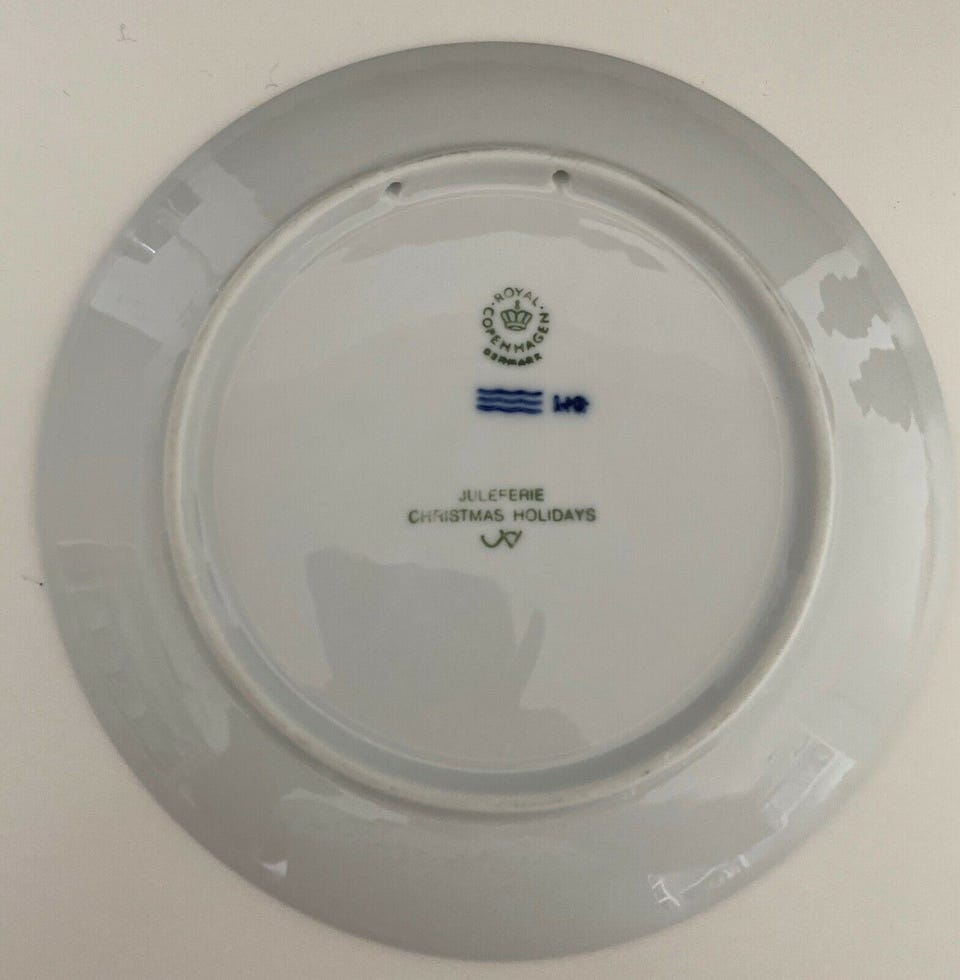 ROYAL COPENHAGEN
DENMARK
JULEFERIE
CHRISTMAS HOLIDAYS